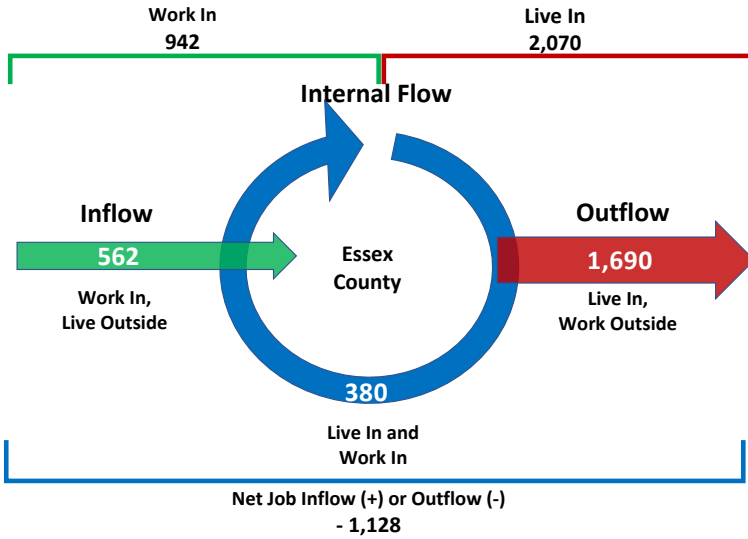 Work In
942
Live In
2,070
Internal Flow
Inflow
562
Work In,
Live Outside
Essex
County
Outflow
1,690
Live In,
Work Outside
380
Live In and
Work In
Net Job Inflow (+) or Outflow (-)
- 1,128